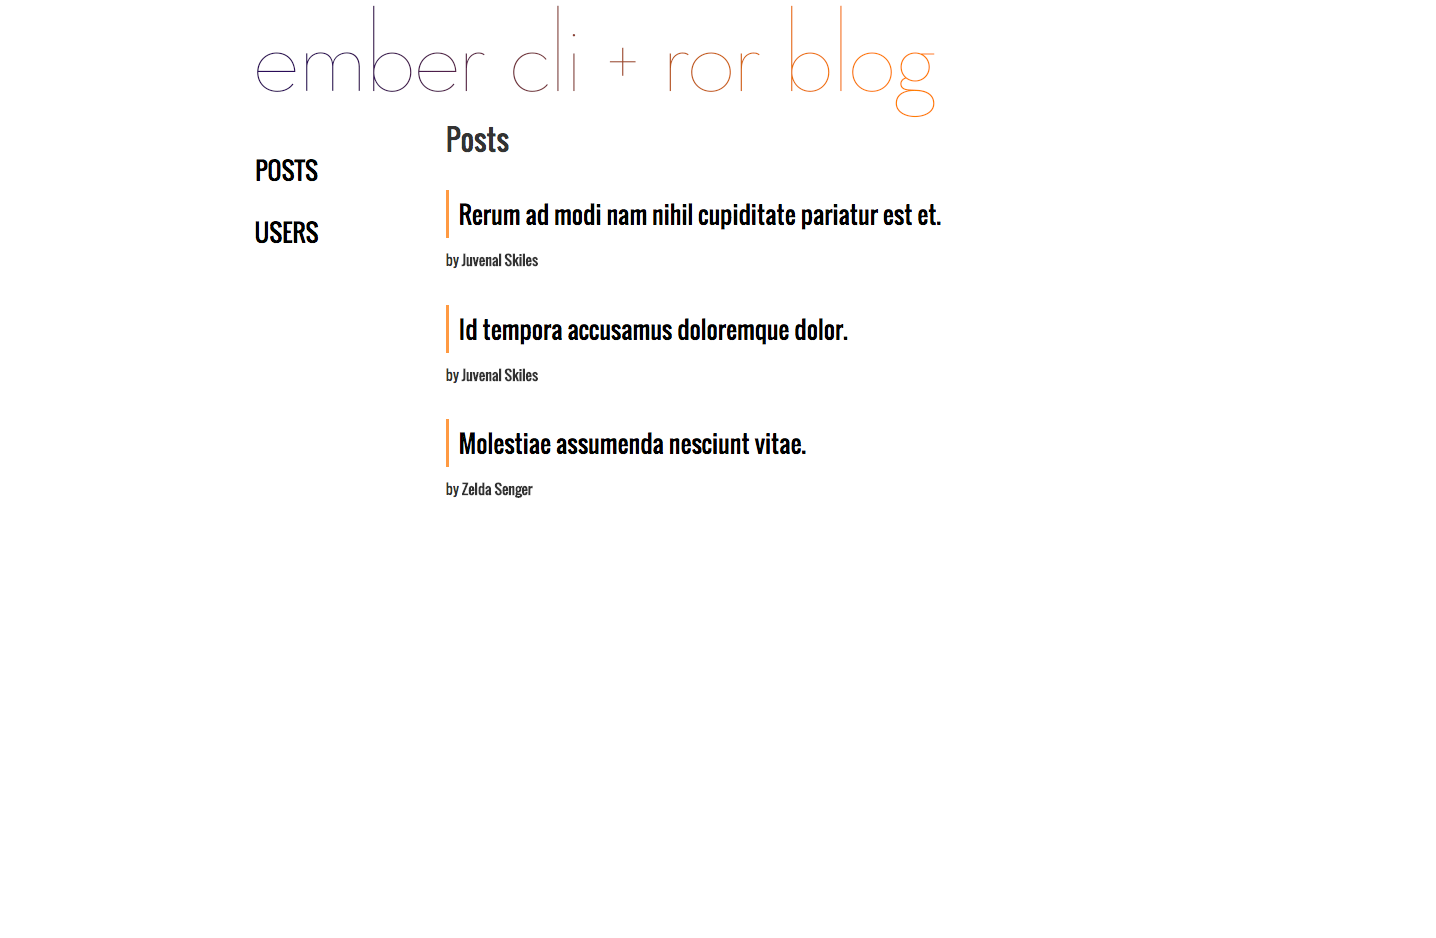 ember cli + ror blog
POSTS
USERS
Posts
Rerum ad modi nam nihil cupiditate pariatur est et.
by Juvenal Skiles
Id tempora accusamus doloremque dolor.
by Juvenal Skiles
Molestiae assumenda nesciunt vitae.
by Zelda Senger